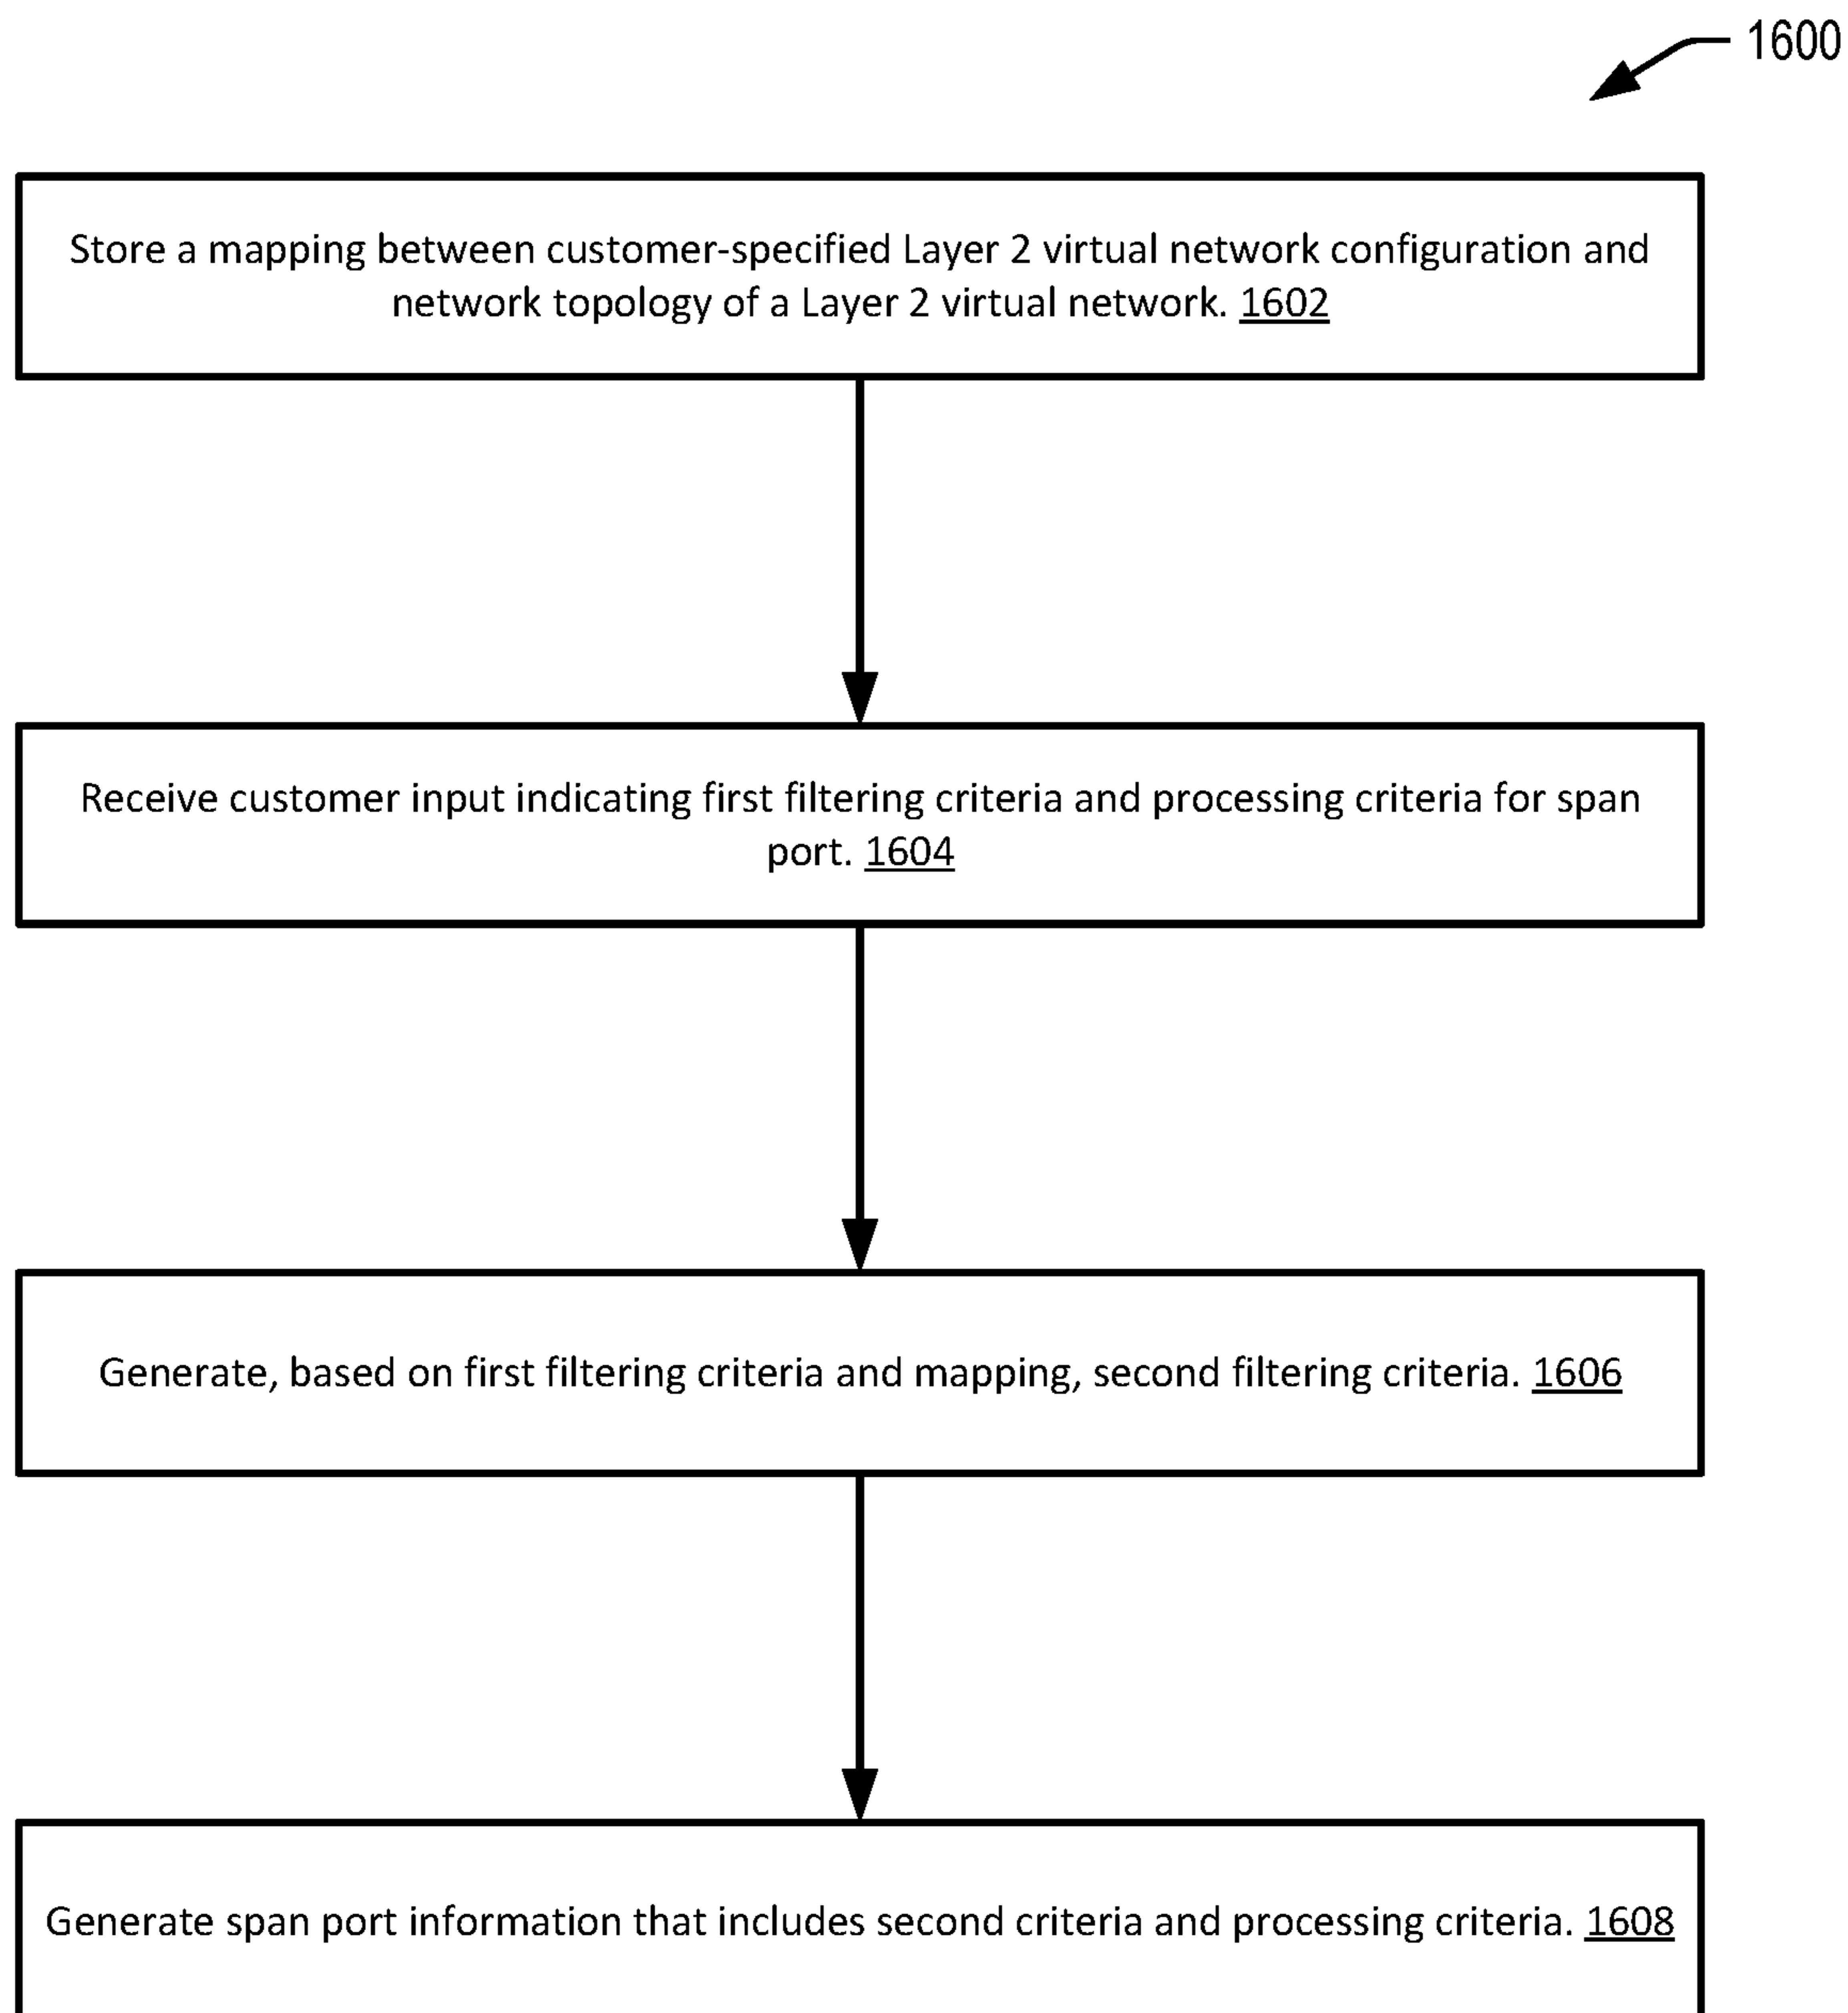 1600
Store a mapping between customer-specified Layer 2 virtual network configuration and
network topology of a Layer 2 virtual network. 1602
Receive customer input indicating first filtering criteria and processing criteria for span
port. 1604
Generate, based on first filtering criteria and mapping, second filtering criteria. 1606
Generate span port information that includes second criteria and processing criteria. 1608